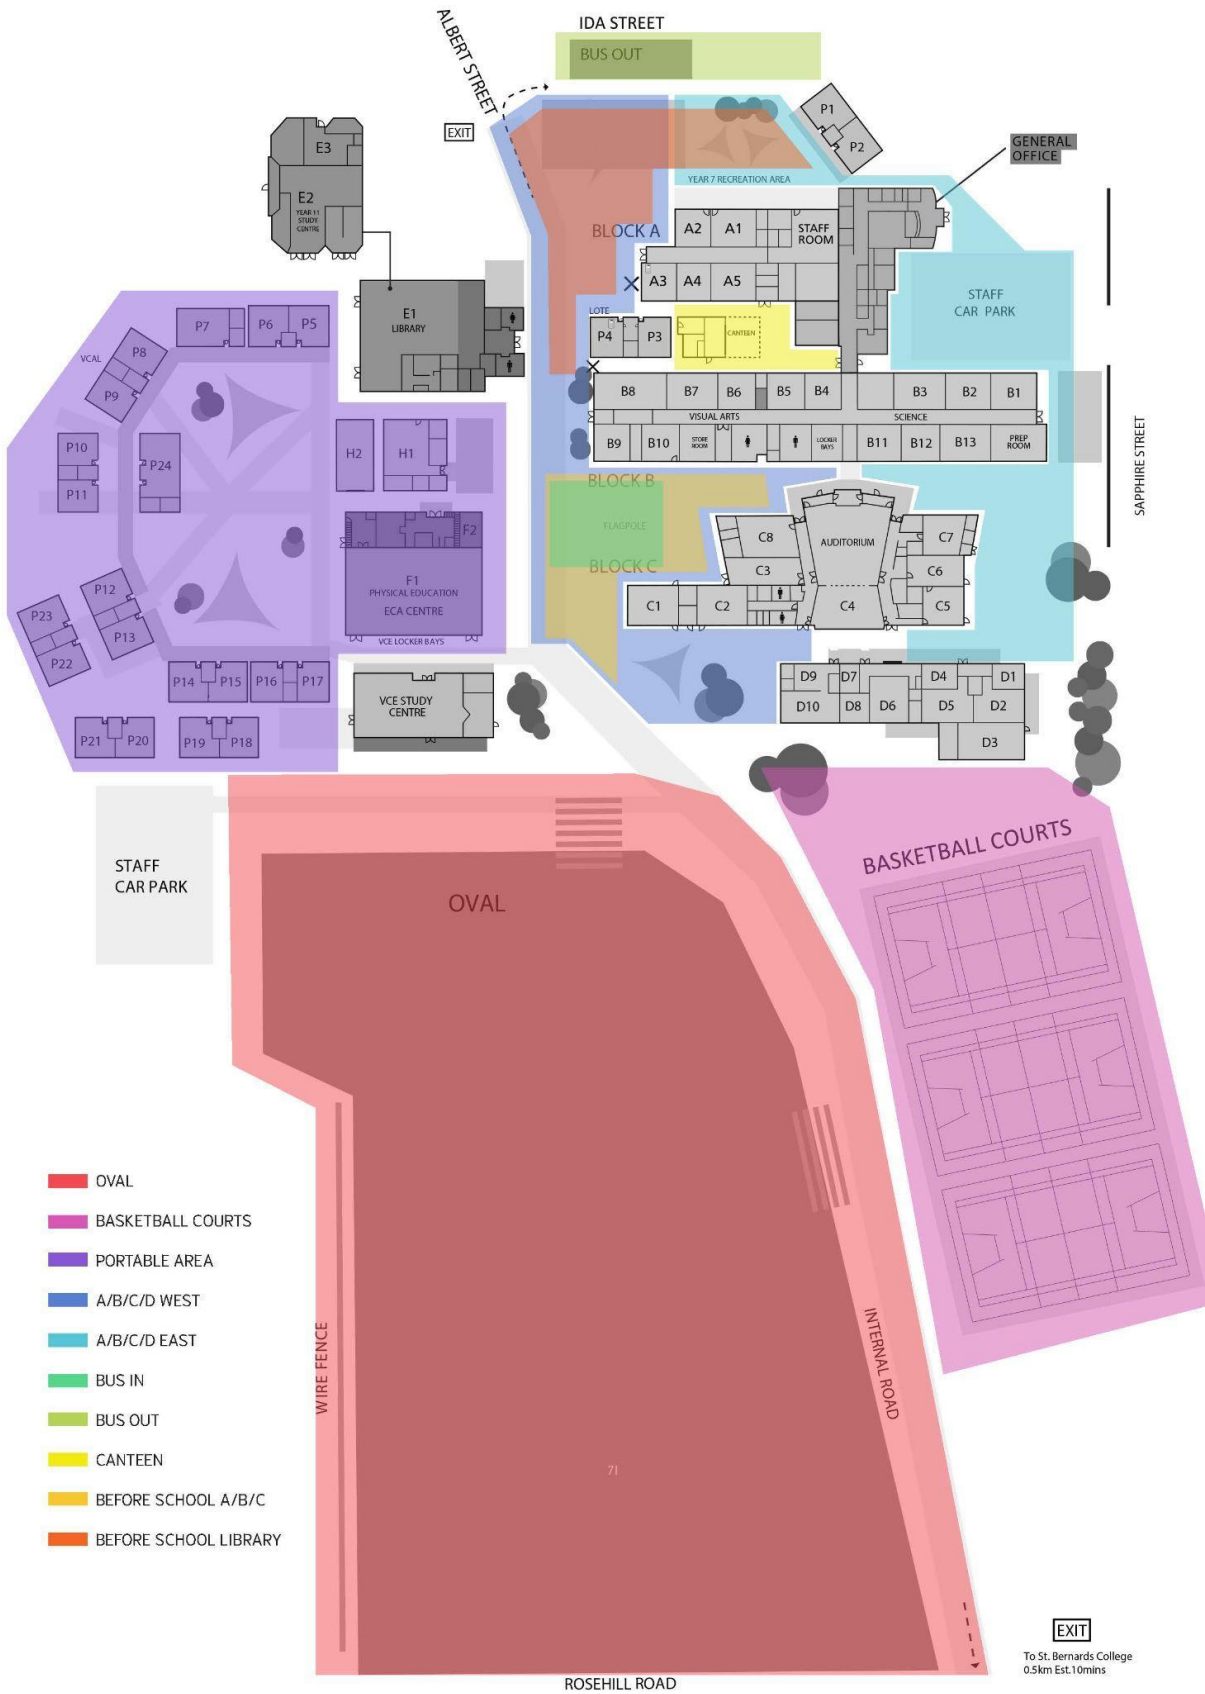 IDA STREET
BUS OUT
ALBERT STREET
EXIT
P1
P2
GENERAL
OFFICE
E3
E2
YEAR 11
STUDY
CENTRE
YEAR 7 RECREATION AREA
BLOCK A
A2
A1
STAFF
ROOM
A3
A4
A5
STAFF
CAR PARK
E1
LIBRARY
LOTE
P4
P3
CANTEEN
P7
P6
P5
VCAL
P8
P9
B8
B7
B6
B5
B4
B3
B2
B1
VISUAL ARTS
SCIENCE
B9
B10
STORE
ROOM
LOCKER
BAYS
B11
B12
B13
PREP
ROOM
SAPPHIRE STREET
P10
P11
P24
H2
H1
BLOCK B
FLAGPOLE
BLOCK C
F2
F1
PHYSICAL EDUCATION
ECA CENTRE
VCE LOCKER BAYS
C8
C3
AUDITORIUM
C7
C6
C1
C2
C4
C5
P12
P13
P23
P22
P14
P15
P16
P17
VCE STUDY
CENTRE
D9
D7
D4
D1
D10
D8
D6
D5
D2
D3
P21
P20
P19
P18
STAFF
CAR PARK
OVAL
BASKETBALL COURTS
OVAL
BASKETBALL COURTS
PORTABLE AREA
A/B/C/D WEST
A/B/C/D EAST
BUS IN
BUS OUT
CANTEEN
BEFORE SCHOOL A/B/C
BEFORE SCHOOL LIBRARY
WIRE FENCE
INTERNAL ROAD
71
EXIT
To St. Bernards College
0.5km Est.10mins
ROSEHILL ROAD